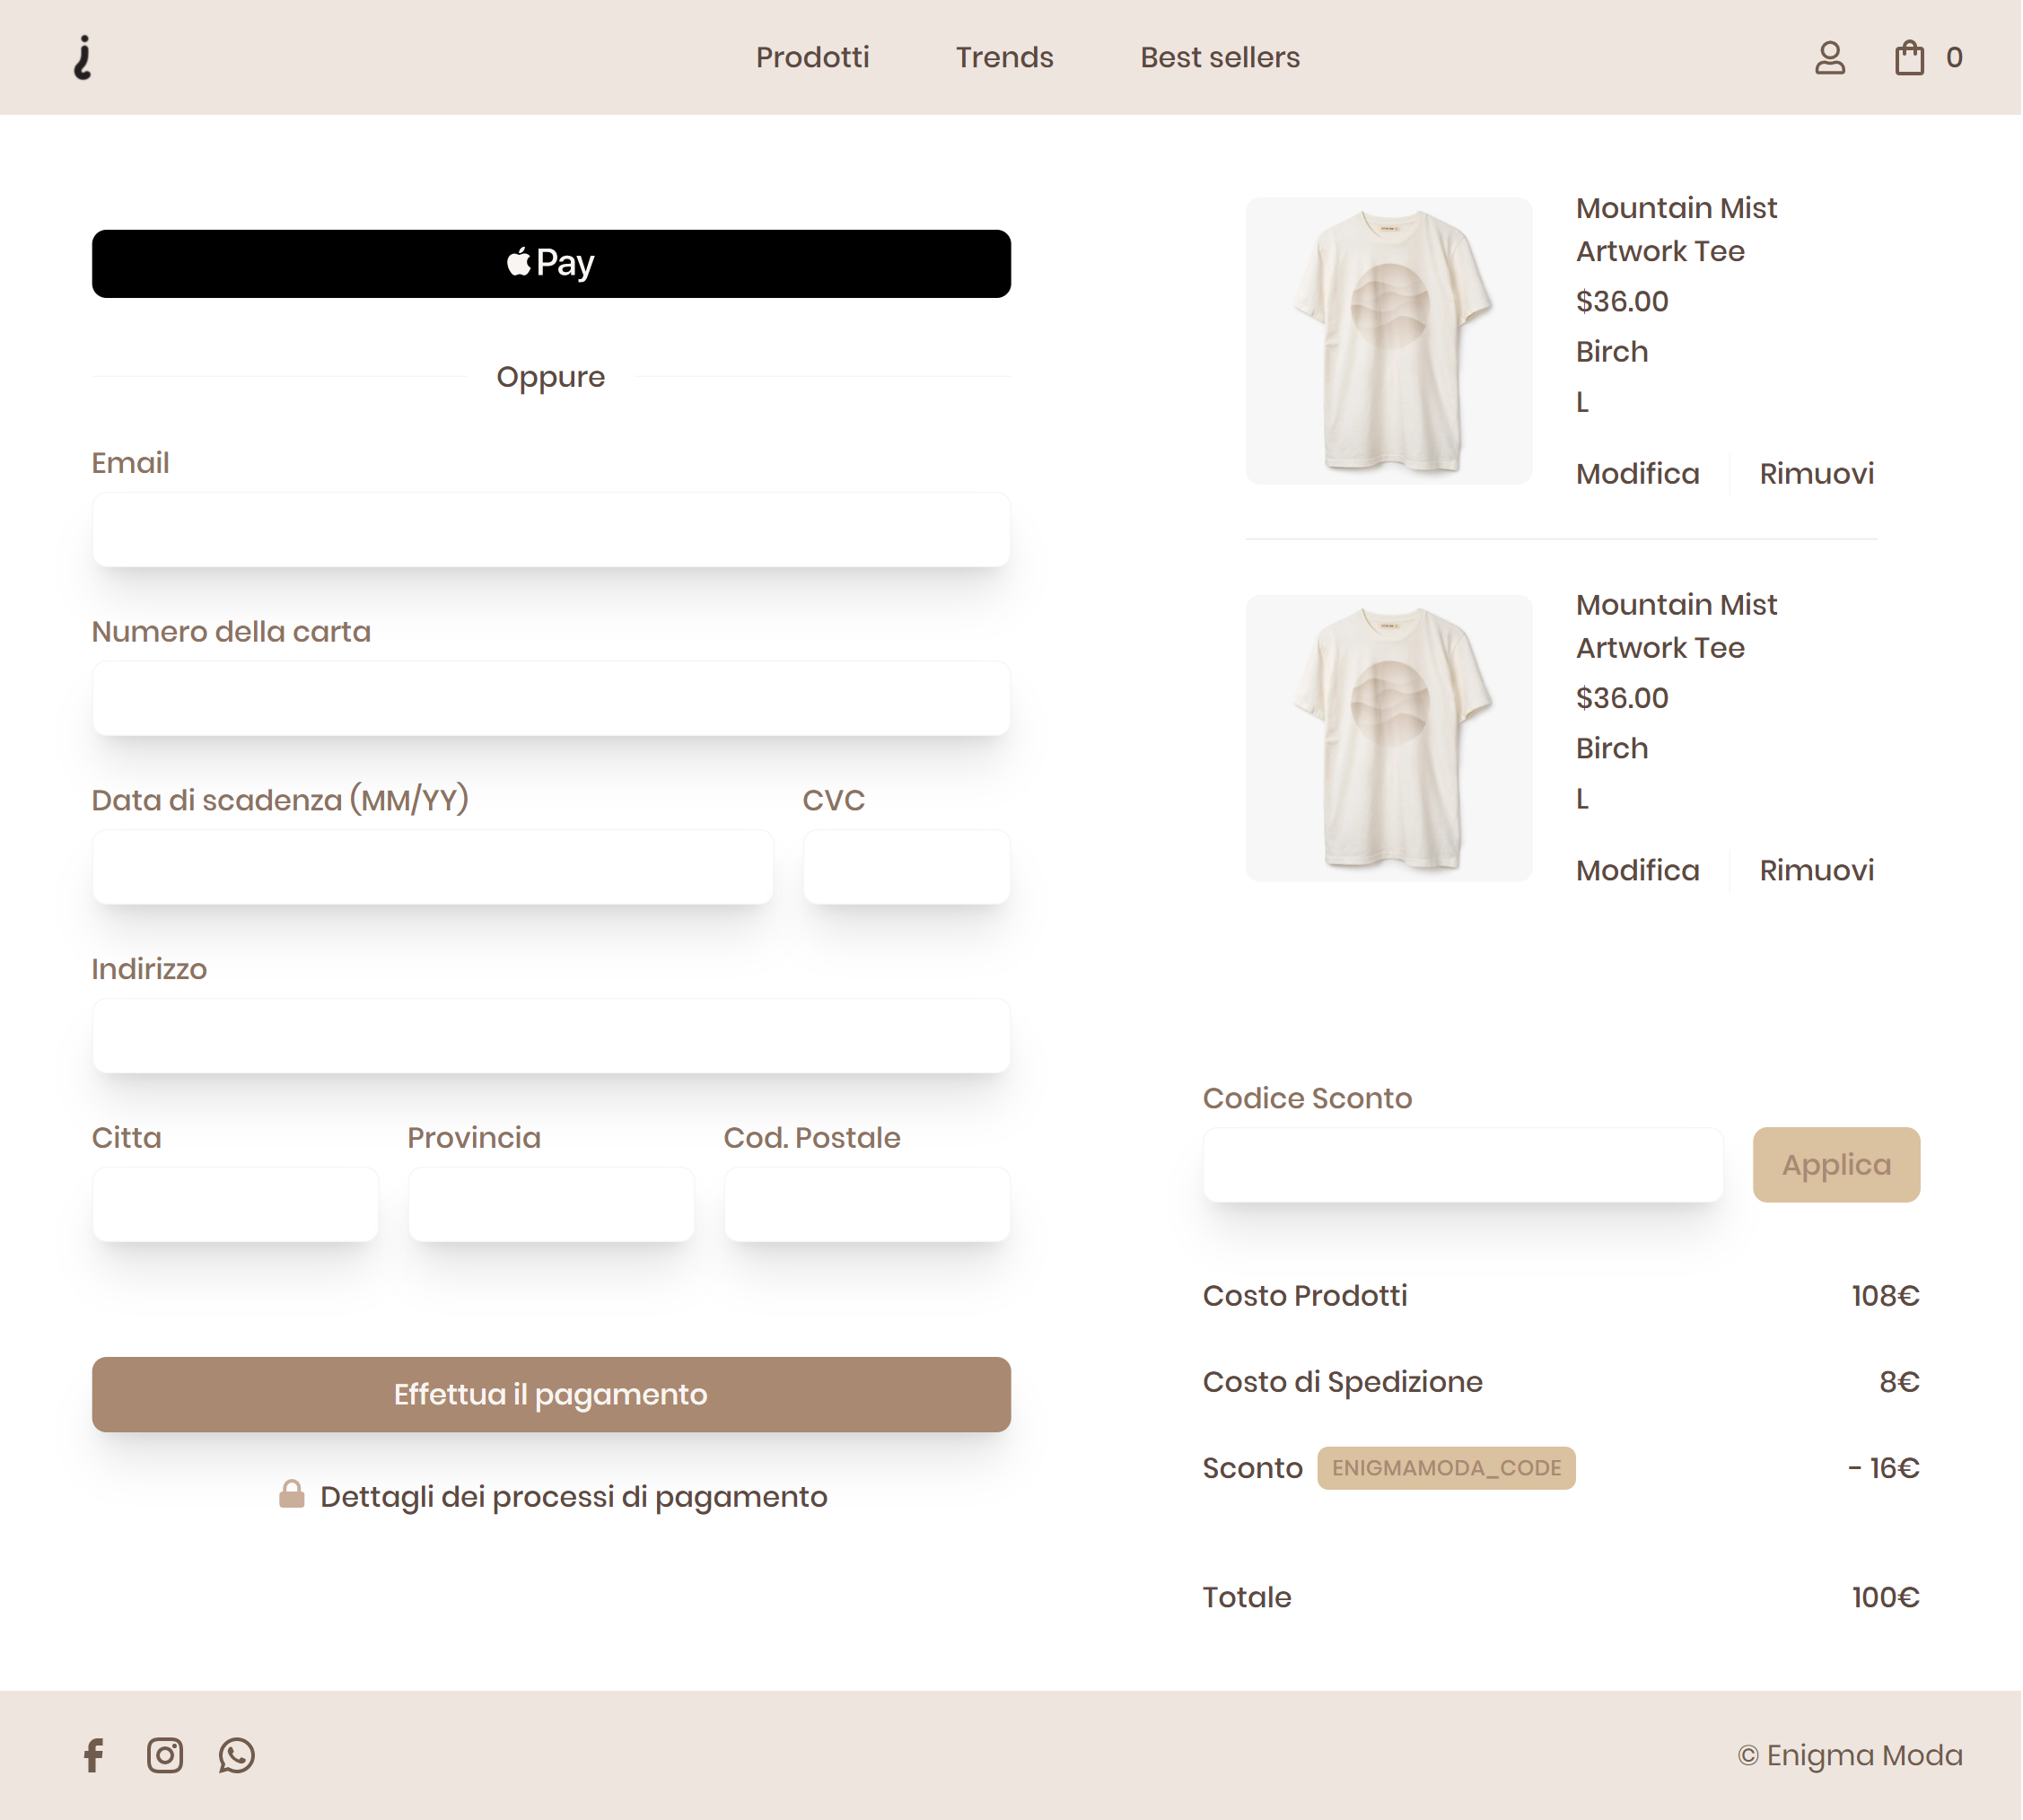 Prodotti Trends Best sellers 0
Pay
Oppure
Email
Numero della carta
Data di scadenza (MM/YY) CVC
Indirizzo
Citta Provincia Cod. Postale
Effettua il pagamento
Dettagli dei processi di pagamento
Mountain Mist
Artwork Tee
$36.00
Birch
L
Modifica Rimuovi
Mountain Mist
Artwork Tee
$36.00
Birch
L
Modifica Rimuovi
Codice Sconto
Applica
Costo Prodotti 108€
Costo di Spedizione 8€
Sconto ENIGMAMODA_CODE - 16€
Totale 100€
© Enigma Moda